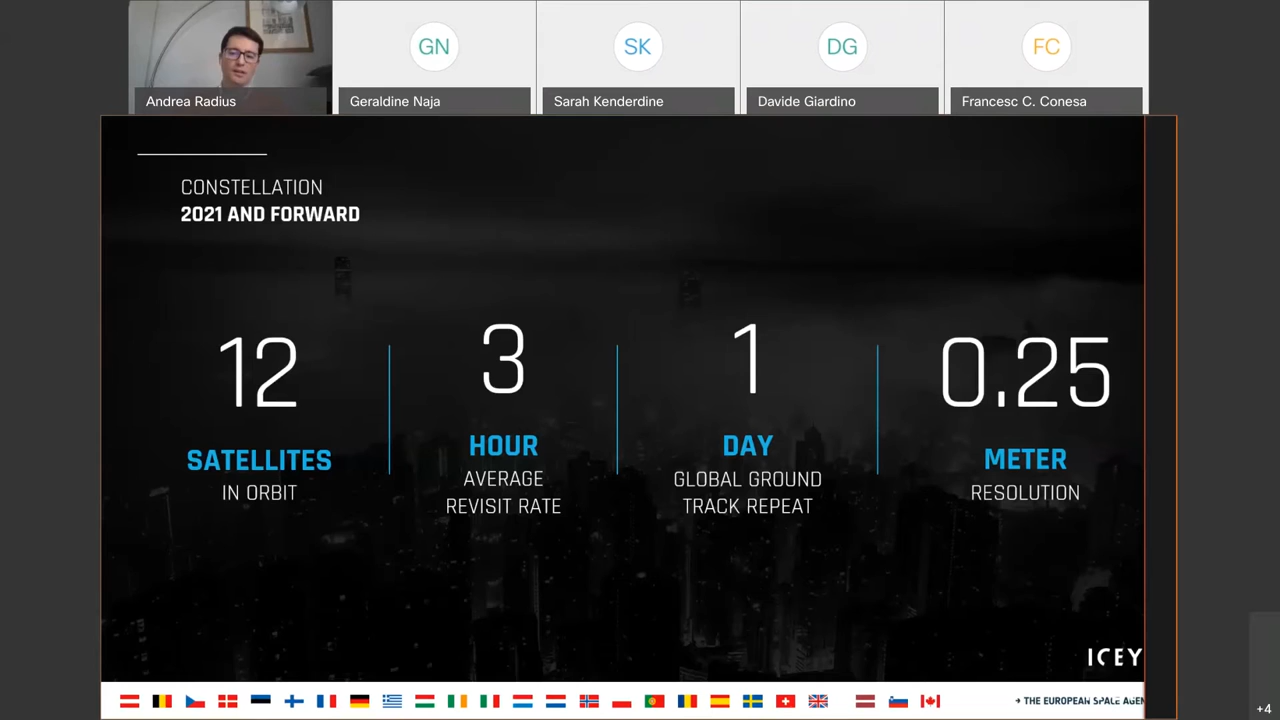 GN
SK
DG
FC
Andrea Radius
Geraldine Naja
Sarah Kenderdine
Davide Giardino
Francesc C. Conesa
CONSTELLATION
2021 AND FORWARD
12
SATELLITES
IN ORBIT
3
HOUR
AVERAGE
REVISIT RATE
1
DAY
GLOBAL GROUND
TRACK REPEAT
0.25
METER
RESOLUTION
ICEY
→ THE EUROPEAN SPACE AGEN
+4